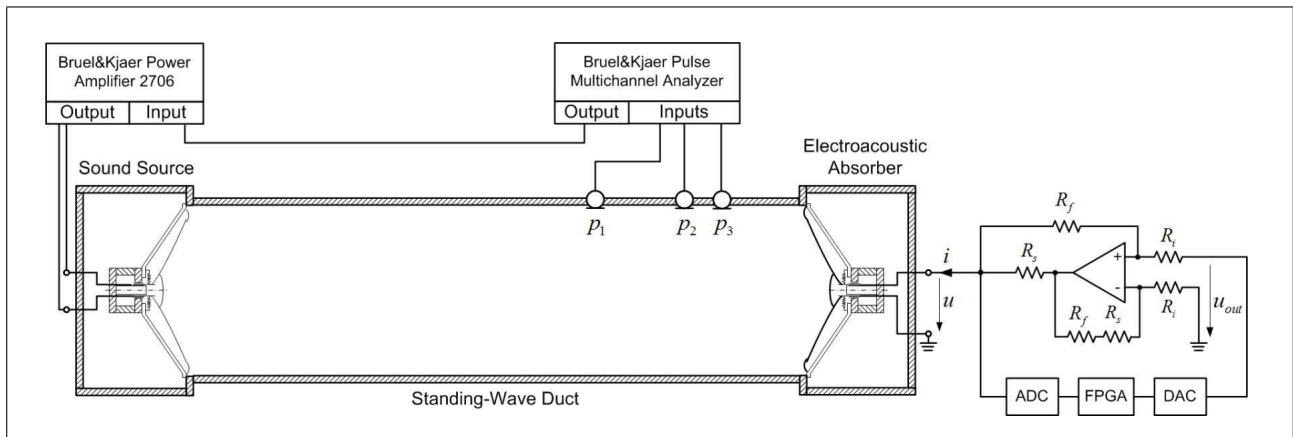 Bruel&Kjaer Power
Amplifier 2706
Output Input
Bruel&Kjaer Pulse
Multichannel Analyzer
Output Inputs
Sound Source
Electroacoustic
Absorber
p1 p2 p3
Standing-Wave Duct
i
u
Rf
Rs
+
-
Ri
Ri
Rf Rs
uout
ADC FPGA DAC